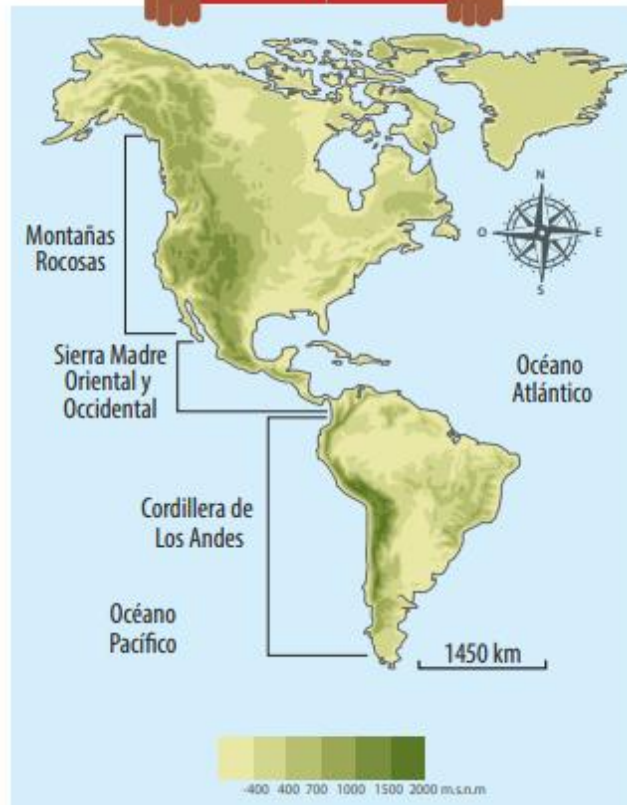 N
O
E
S
Montañas
Rocosas
Sierra Madre
Oriental y
Occidental
Océano
Atlántico
Cordillera de
Los Andes
Océano
Pacífico
1450 km
-400 400 700 1000 1500 2000 m.s.n.m